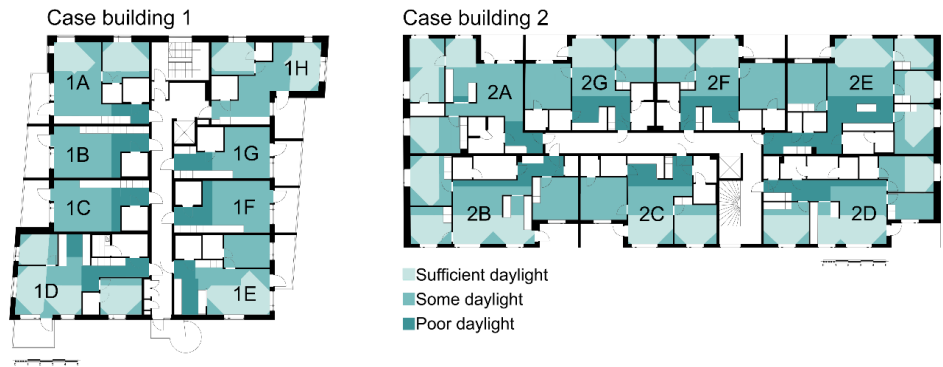 Case building 1
Case building 2
1A
1H
1B
1G
1C
1F
1D
1E
2A
2G
2F
2E
2B
2C
2D
Sufficient daylight
Some daylight
Poor daylight